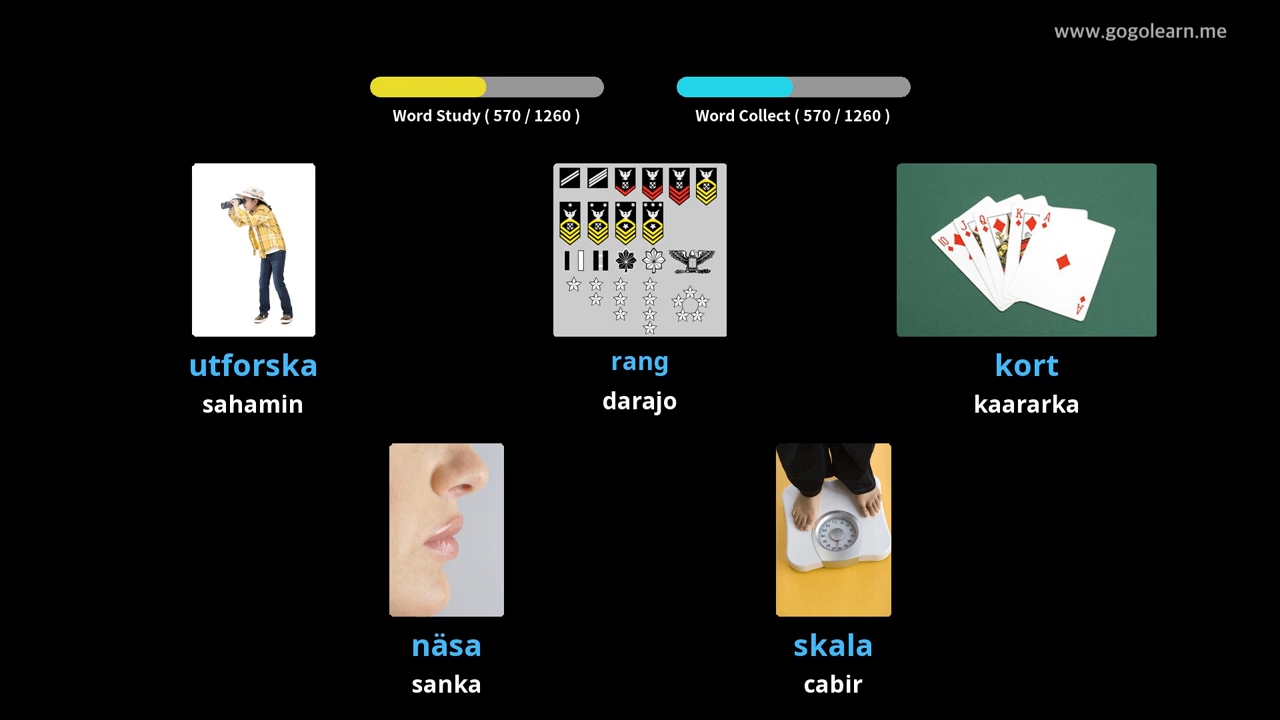 www.gogolearn.me
Word Study ( 570 / 1260 )
Word Collect ( 570 / 1260 )
10 J Q K A
A
utforska
sahamin
rang
darajo
kort
kaararka
näsa
sanka
skala
cabir